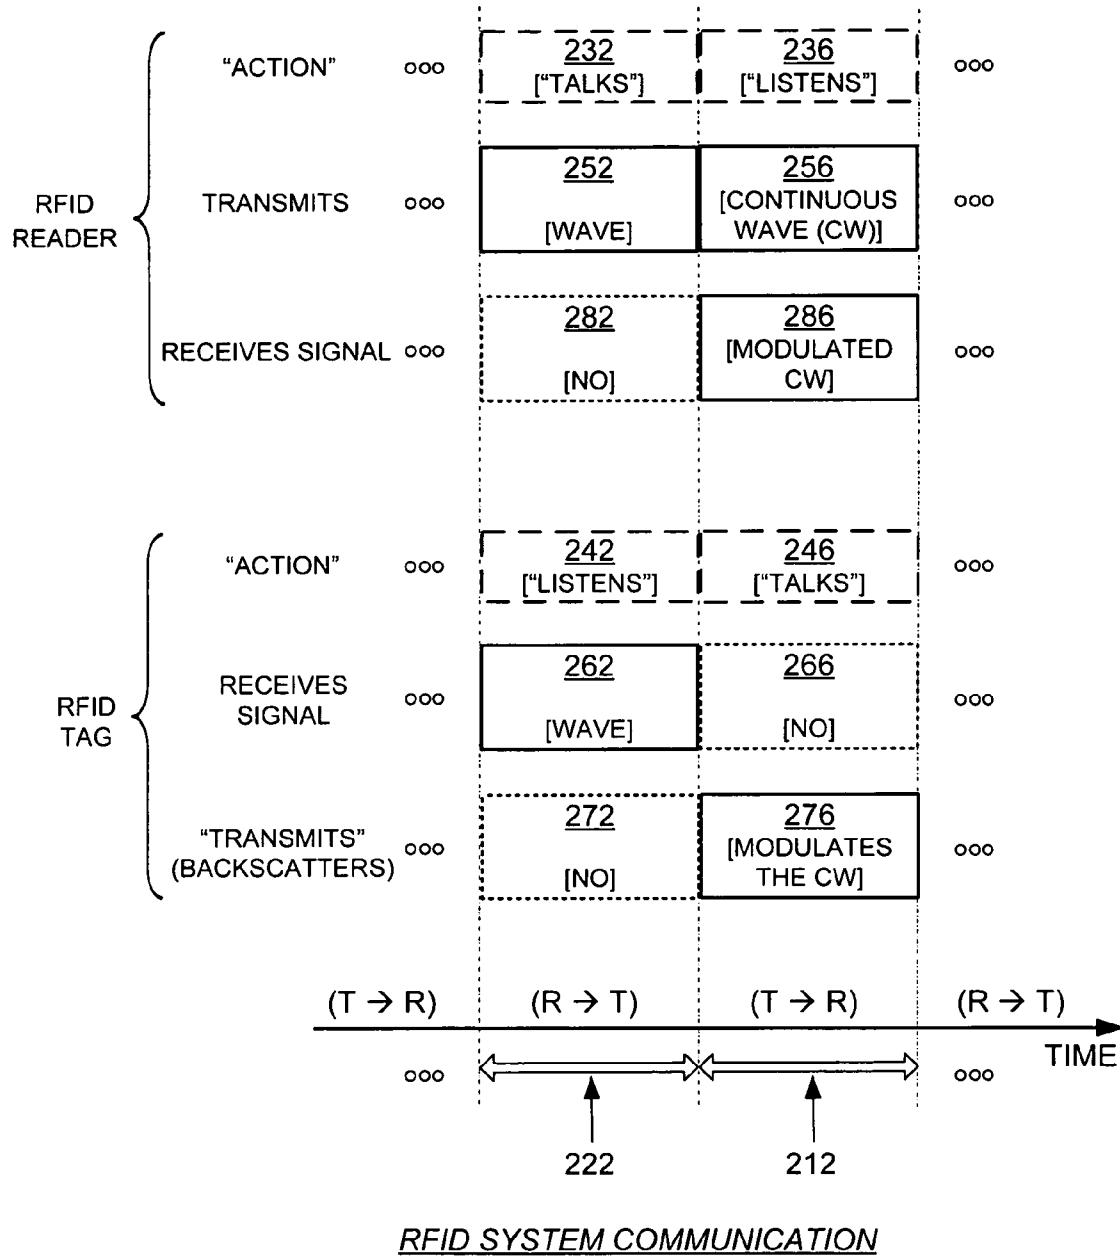 232 236
"ACTION" ooo ["TALKS"] ["LISTENS"] ooo
252 256
RFID READER TRANSMITS ooo [WAVE] [CONTINUOUS WAVE (CW)] ooo
282 286
RECEIVES SIGNAL ooo [NO] [MODULATED CW] ooo
242 246
"ACTION" ooo ["LISTENS"] ["TALKS"] ooo
262 266
RFID TAG RECEIVES SIGNAL ooo [WAVE] [NO] ooo
272 276
"TRANSMITS" (BACKSCATTERS) ooo [NO] [MODULATES THE CW] ooo
(T → R) (R → T) (T → R) (R → T)
TIME
ooo ooo
222 212
RFID SYSTEM COMMUNICATION